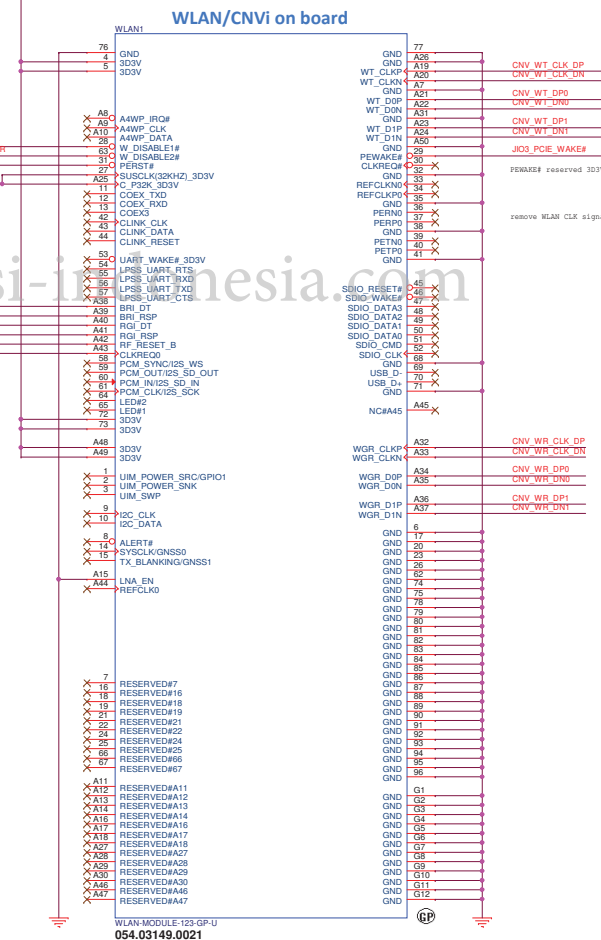 WLAN/CNVi on board
WLAN1
76 GND
4 3D3V
5 3D3V
A8 A4WP_IRQ#
A9 A4WP_CLK
A10 A4WP_DATA
28 W_DISABLE1#
63 W_DISABLE2#
31 PERST#
27 SUSCLK(32KHZ)_3D3V
A25 C_P32K_3D3V
11 COEX_TXD
12 COEX_RXD
13 COEX3
42 CLINK_CLK
43 CLINK_DATA
44 CLINK_RESET
53 UART_WAKE#_3D3V
54 LPSS_UART_RTS
55 LPSS_UART_RXD
56 LPSS_UART_TXD
57 LPSS_UART_CTS
A38 BRI_DT
A39 BRI_RSP
A40 RGI_DT
A41 RGI_RSP
A42 RF_RESET_B
A43 CLKREQ0
58 PCM_SYNC/I2S_WS
59 PCM_OUT/I2S_SD_OUT
60 PCM_IN/I2S_SD_IN
61 PCM_CLK/I2S_SCK
64 LED#2
65 LED#1
72 3D3V
73 3D3V
A48 3D3V
A49 3D3V
1 UIM_POWER_SRC/GPIO1
2 UIM_POWER_SNK
3 UIM_SWP
9 I2C_CLK
10 I2C_DATA
8 ALERT#
14 SYSCLK/GNSS0
15 TX_BLANKING/GNSS1
A15 LNA_EN
A44 REFCLK0
7 RESERVED#7
16 RESERVED#16
18 RESERVED#18
19 RESERVED#19
21 RESERVED#21
22 RESERVED#22
24 RESERVED#24
25 RESERVED#25
66 RESERVED#66
67 RESERVED#67
A11 RESERVED#A11
A12 RESERVED#A12
A13 RESERVED#A13
A14 RESERVED#A14
A16 RESERVED#A16
A17 RESERVED#A17
A18 RESERVED#A18
A27 RESERVED#A27
A28 RESERVED#A28
A29 RESERVED#A29
A30 RESERVED#A30
A46 RESERVED#A46
A47 RESERVED#A47
GND 77
WT_CLKP A19 CNV_WT_CLK_DP
WT_CLKN A20 CNV_WT_CLK_DN
GND A26
GND A7
WT_D0P A21 CNV_WT_DP0
WT_D0N A22 CNV_WT_DN0
GND A31
WT_D1P A23 CNV_WT_DP1
WT_D1N A24 CNV_WT_DN1
GND A50
PEWAKE# 29 JIO3_PCIE_WAKE#
CLKREQ# 30
GND 32
PEWAKE# reserved 3D3V
REFCLKN0 33
REFCLKP0 34
GND 35
PERN0 36
PERP0 37
remove WLAN CLK signa
GND 38
PETN0 39
PETP0 40
GND 41
SDIO_RESET# 45
SDIO_WAKE# 46
SDIO_DATA3 47
SDIO_DATA2 48
SDIO_DATA1 49
SDIO_DATA0 50
SDIO_CMD 51
SDIO_CLK 52
GND 68
USB_D- 69
USB_D+ 70
GND 71
NC#A45 A45
WGR_CLKP A32 CNV_WR_CLK_DP
WGR_CLKN A33 CNV_WR_CLK_DN
WGR_D0P A34 CNV_WR_DP0
WGR_D0N A35 CNV_WR_DN0
WGR_D1P A36 CNV_WR_DP1
WGR_D1N A37 CNV_WR_DN1
GND 6
GND 17
GND 20
GND 23
GND 26
GND 62
GND 74
GND 75
GND 78
GND 79
GND 80
GND 81
GND 82
GND 83
GND 84
GND 85
GND 86
GND 87
GND 88
GND 89
GND 90
GND 91
GND 92
GND 93
GND 94
GND 95
GND 96
GND G1
GND G2
GND G3
GND G4
GND G5
GND G6
GND G7
GND G8
GND G9
GND G10
GND G11
GND G12
si-indonesia.com
GP
WLAN-MODULE-123-GP-U
054.03149.0021